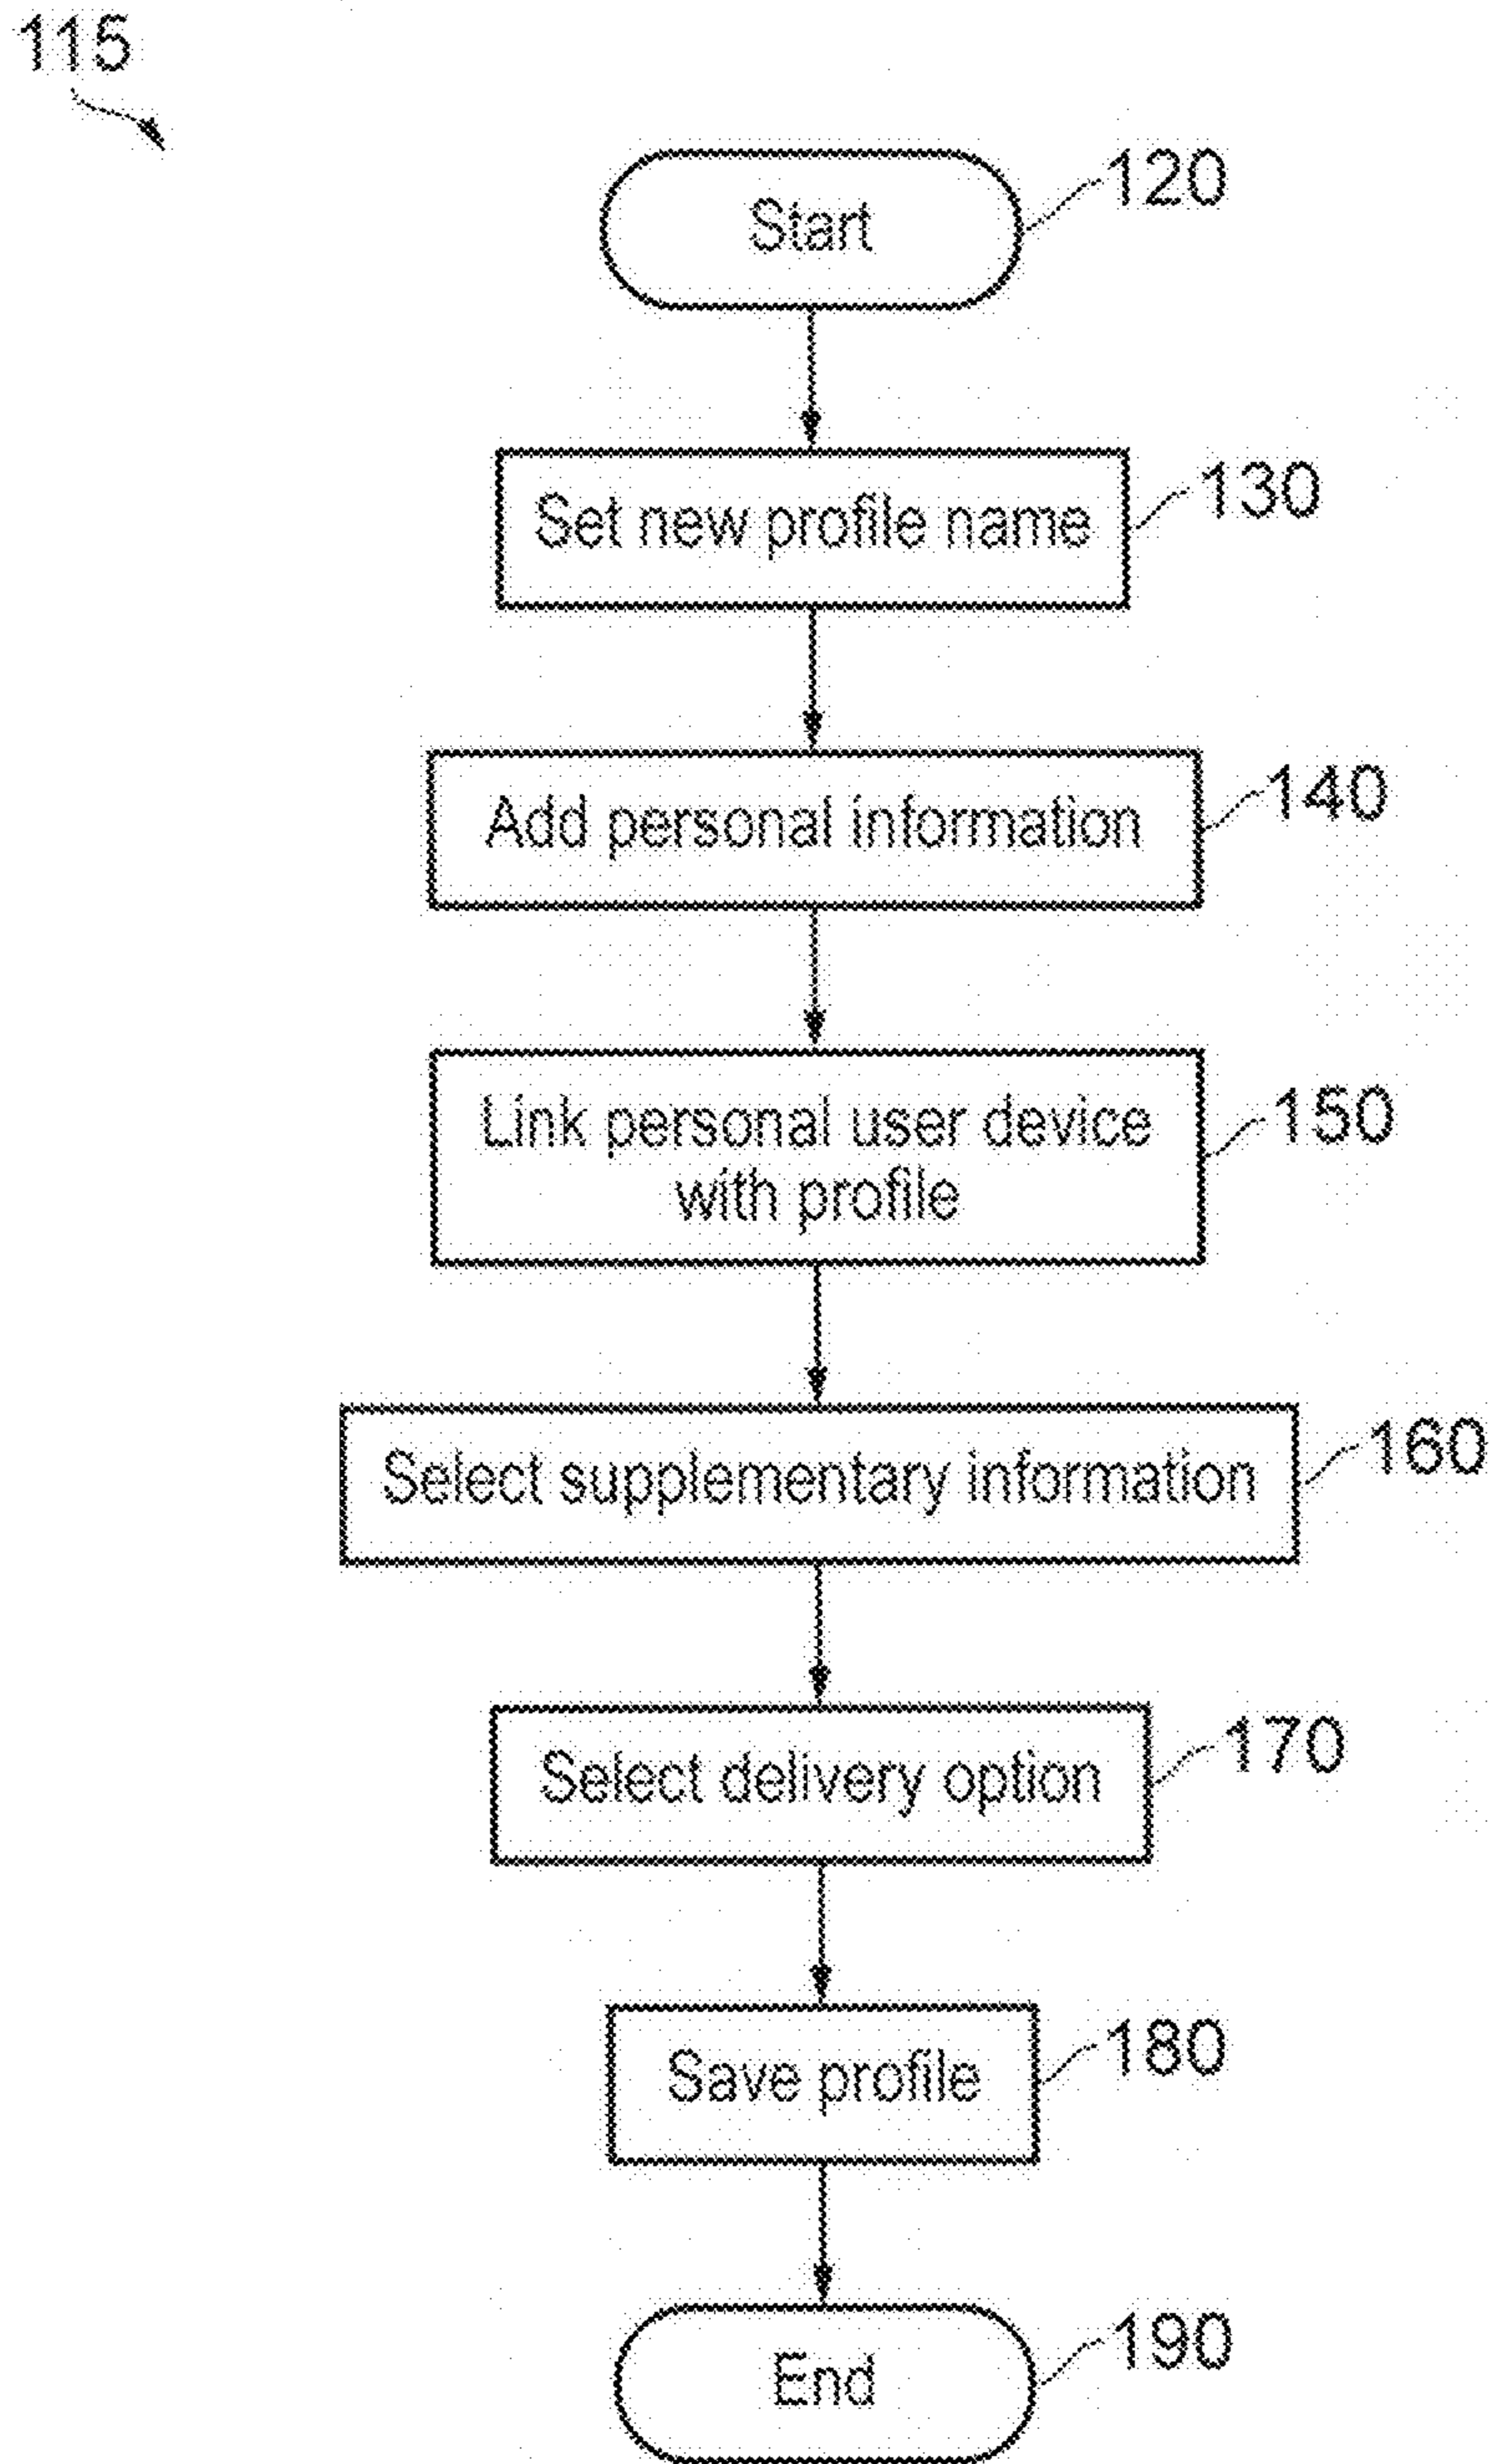 115
Start
120
Set new profile name
130
Add personal information
140
Link personal user device
with profile
150
Select supplementary information
160
Select delivery option
170
Save profile
180
End
190